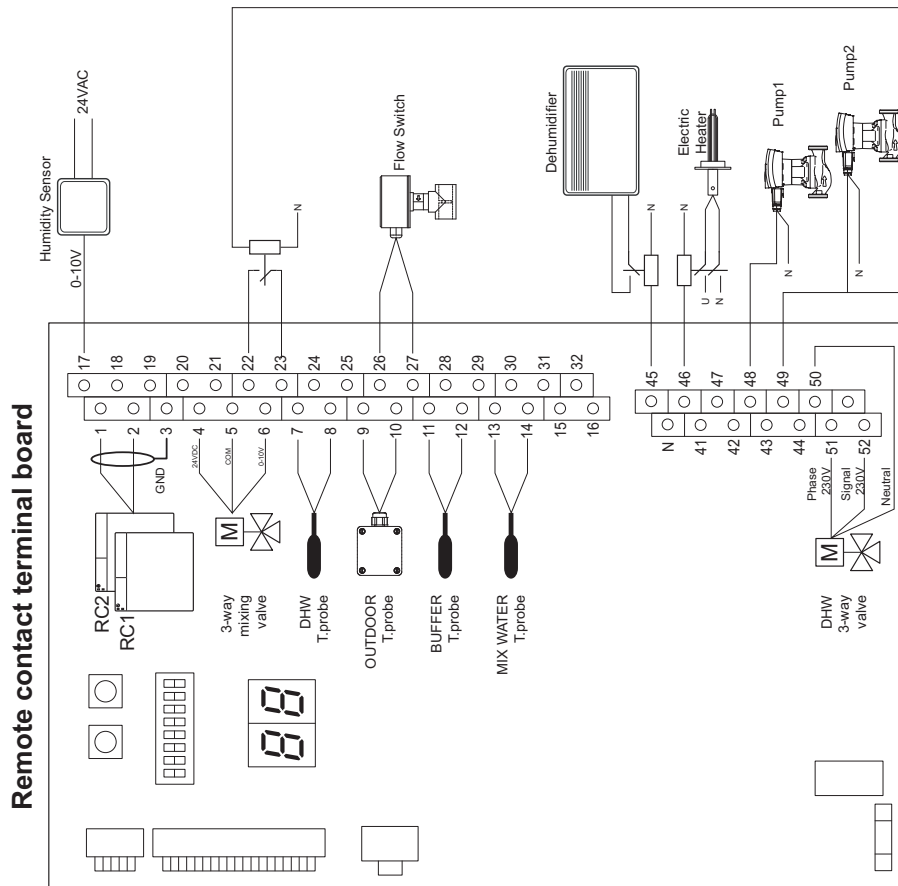 Remote contact terminal board
Humidity Sensor
24VAC
0-10V
N
Flow Switch
Dehumidifier
Electric
Heater
Pump1
Pump2
N
N
U
N
N
N
17
18
19
20
21
22
23
24
25
26
27
28
29
30
31
32
1
2
3
4
5
6
7
8
9
10
11
12
13
14
15
16
GND
24VDC
COM
0-10V
RC2
RC1
M
3-way
mixing
valve
DHW
T.probe
OUTDOOR
T.probe
BUFFER
T.probe
MIX WATER
T.probe
88
45
46
47
48
49
50
N
41
42
43
44
51
52
Phase
230V
Signal
230V
Neutral
M
DHW
3-way
valve